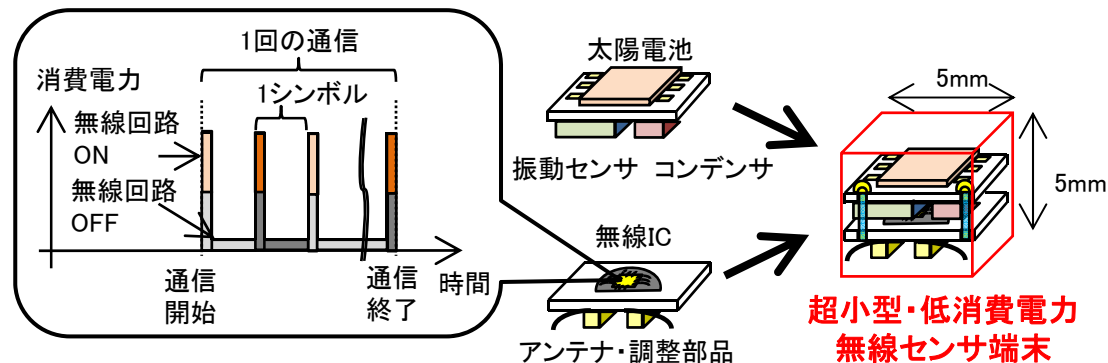 1回の通信
消費電力
1シンボル
無線回路
ON
無線回路
OFF
通信
開始
通信
終了
時間
太陽電池
振動センサ コンデンサ
無線IC
アンテナ・調整部品
5mm
5mm
超小型・低消費電力
無線センサ端末